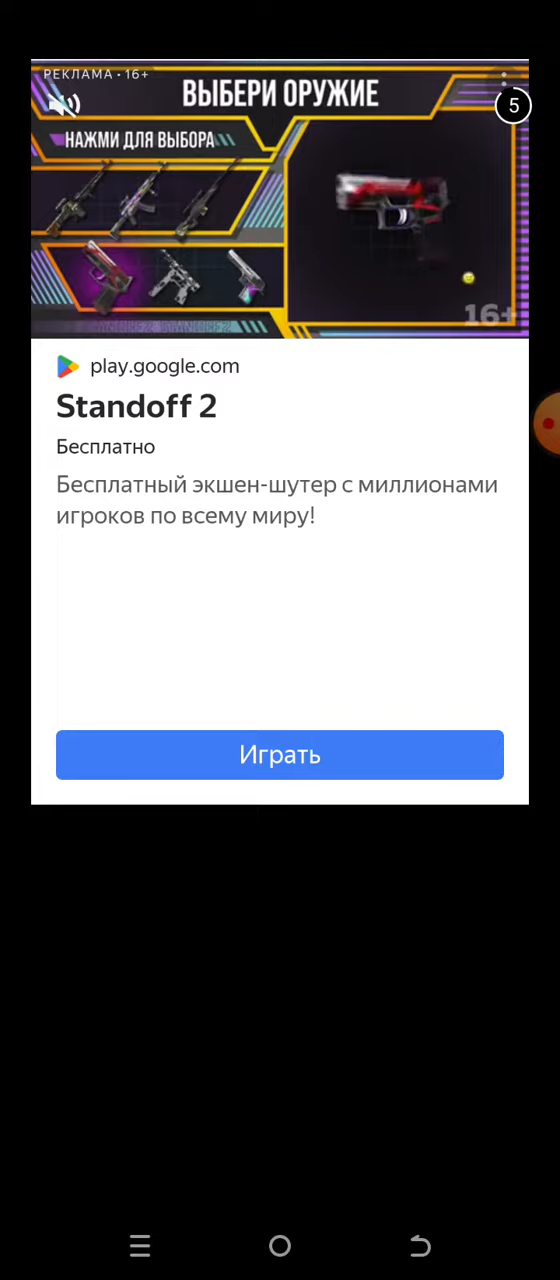 РЕКЛАМА • 16+
ВЫБЕРИ ОРУЖИЕ
5
НАЖМИ ДЛЯ ВЫБОРА
16+
play.google.com
Standoff 2
Бесплатно
Бесплатный экшен-шутер с миллионами
игроков по всему миру!
Играть